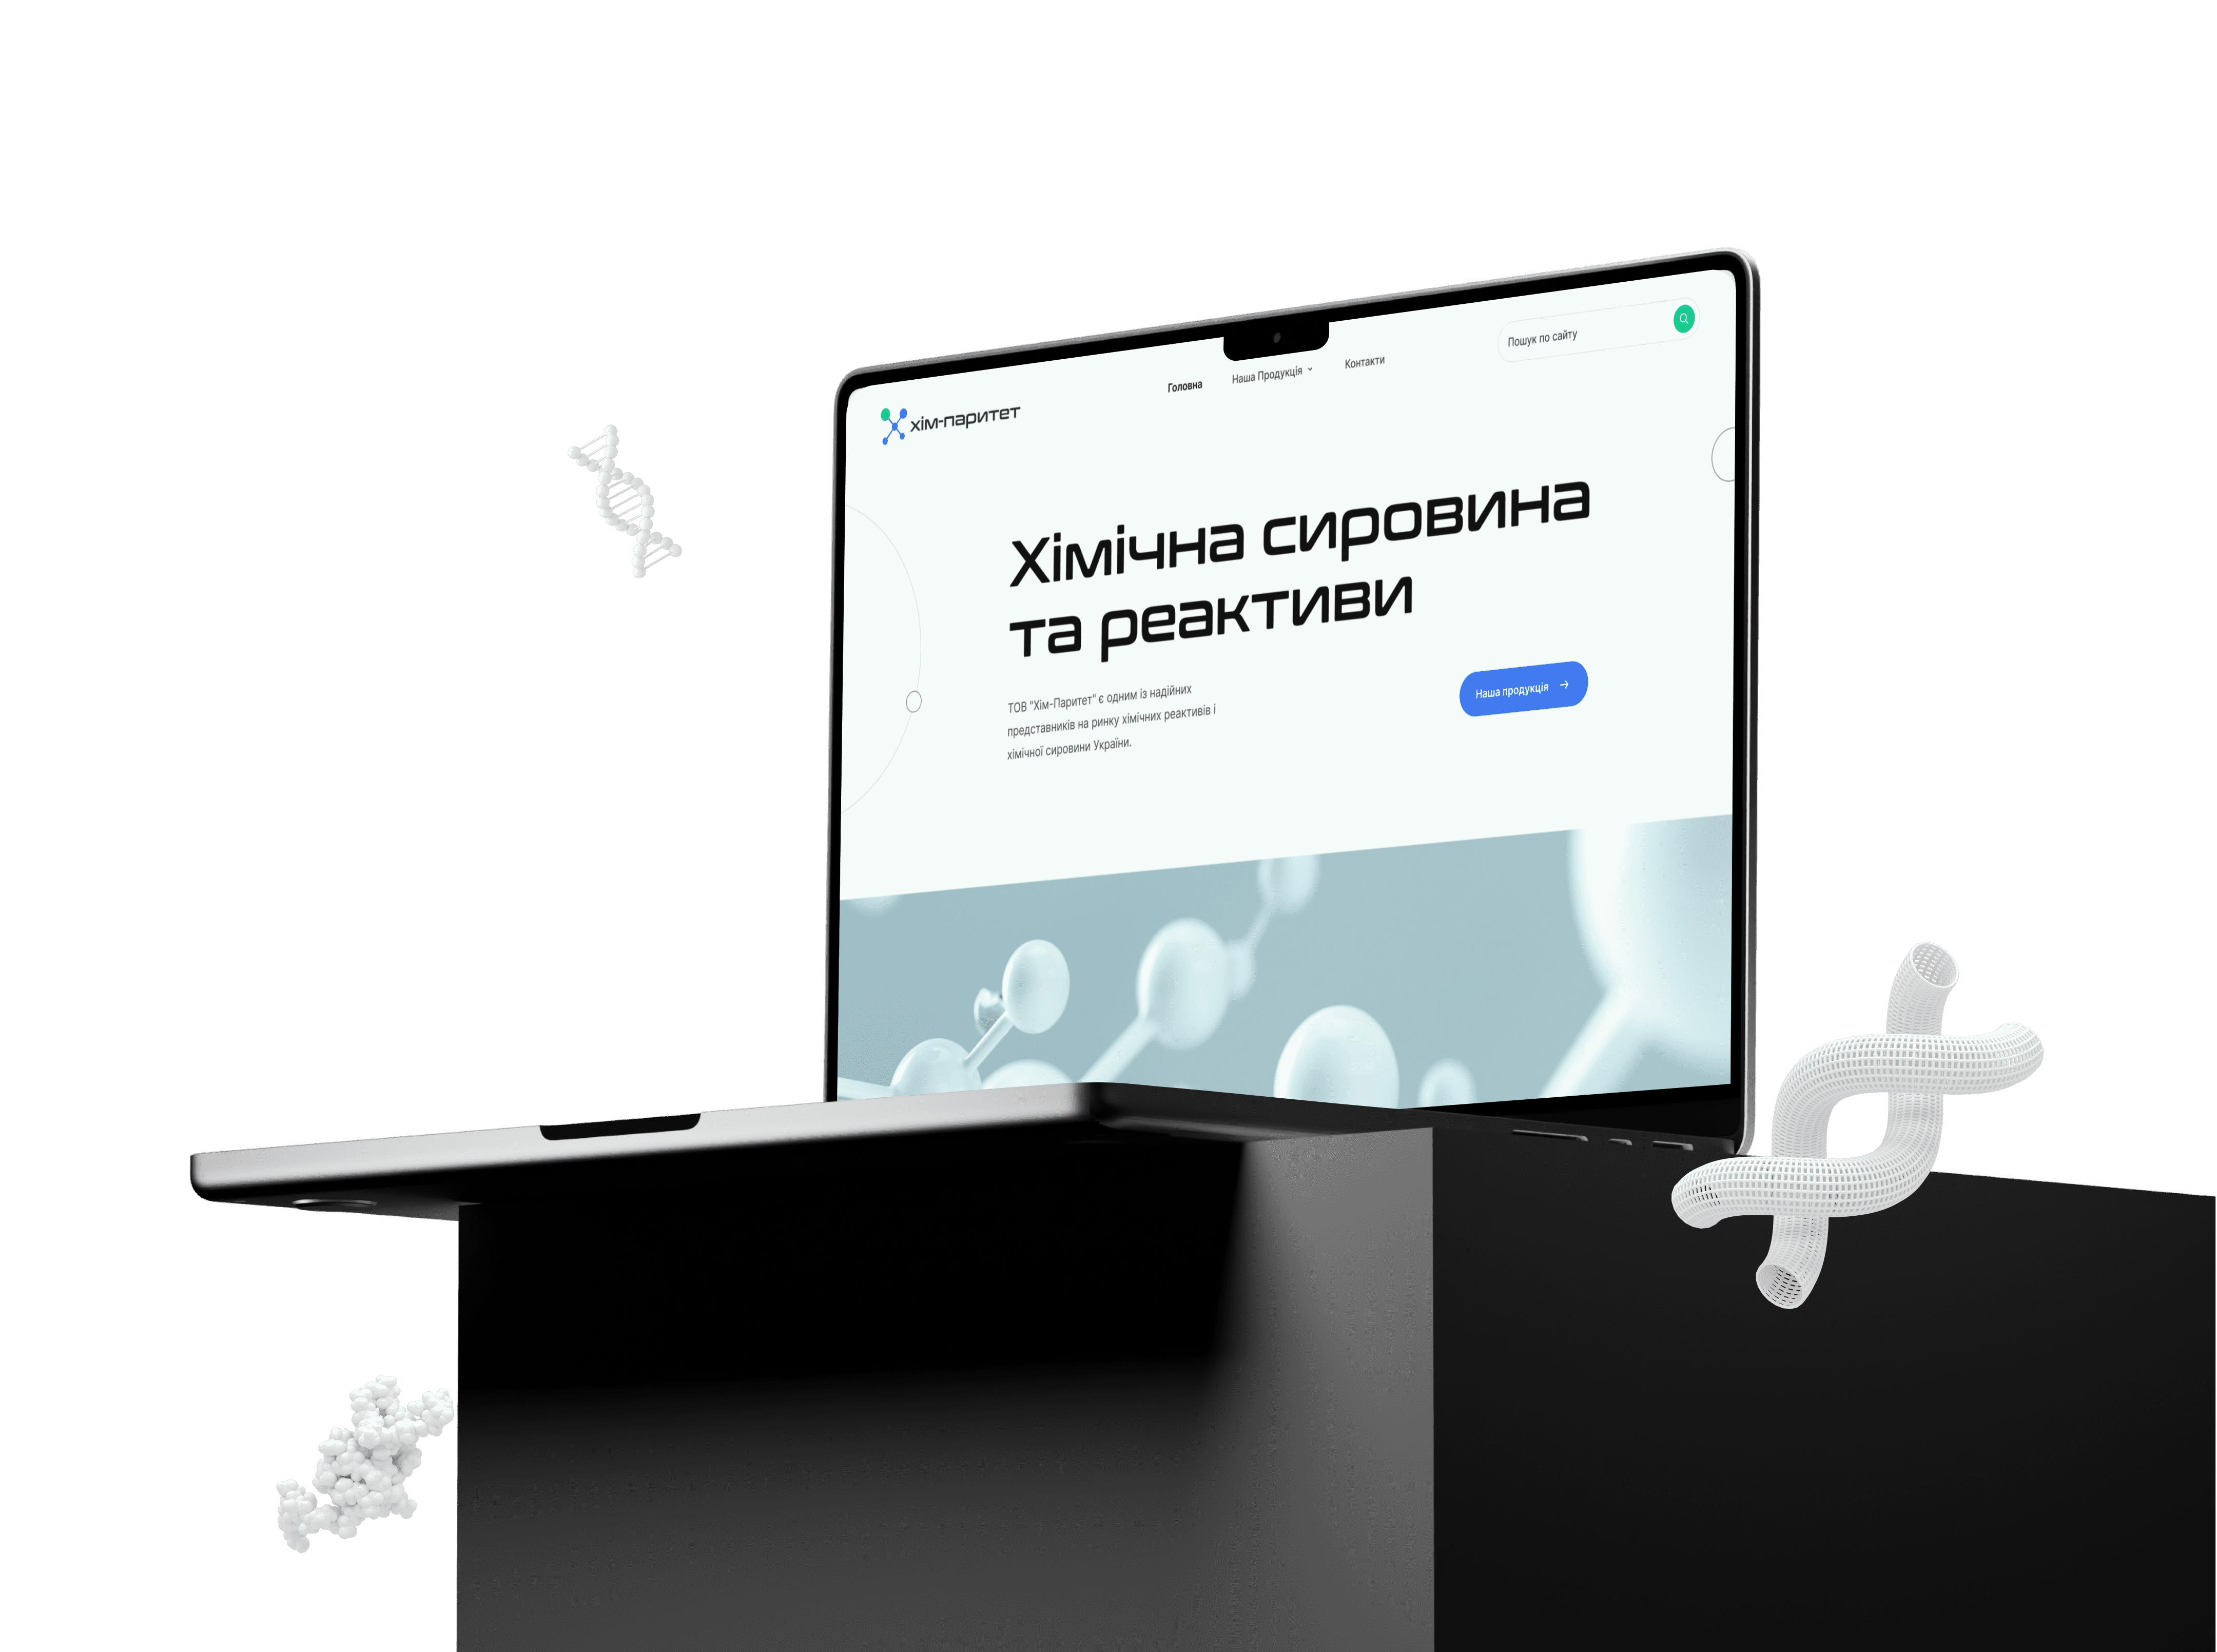 хім-паритет
Головна
Наша Продукція
Контакти
Пошук по сайту
Хімічна сировина
та реактиви
ТОВ "Хім-Паритет" є одним із надійних
представників на ринку хімічних реактивів і
хімічної сировини України.
Наша продукція →